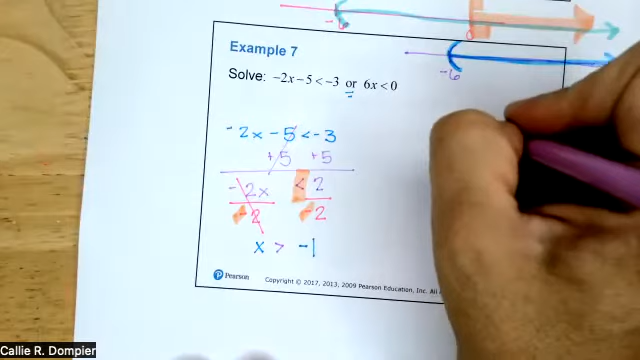 0
-6
Example 7
Solve: −2x − 5 < −3 or 6x < 0
-2x - 5 < -3
+5 +5
-2x < 2
-2 -2
x > -1
Pearson
Copyright © 2017, 2013, 2009 Pearson Education, Inc. All
Callie R. Dompier